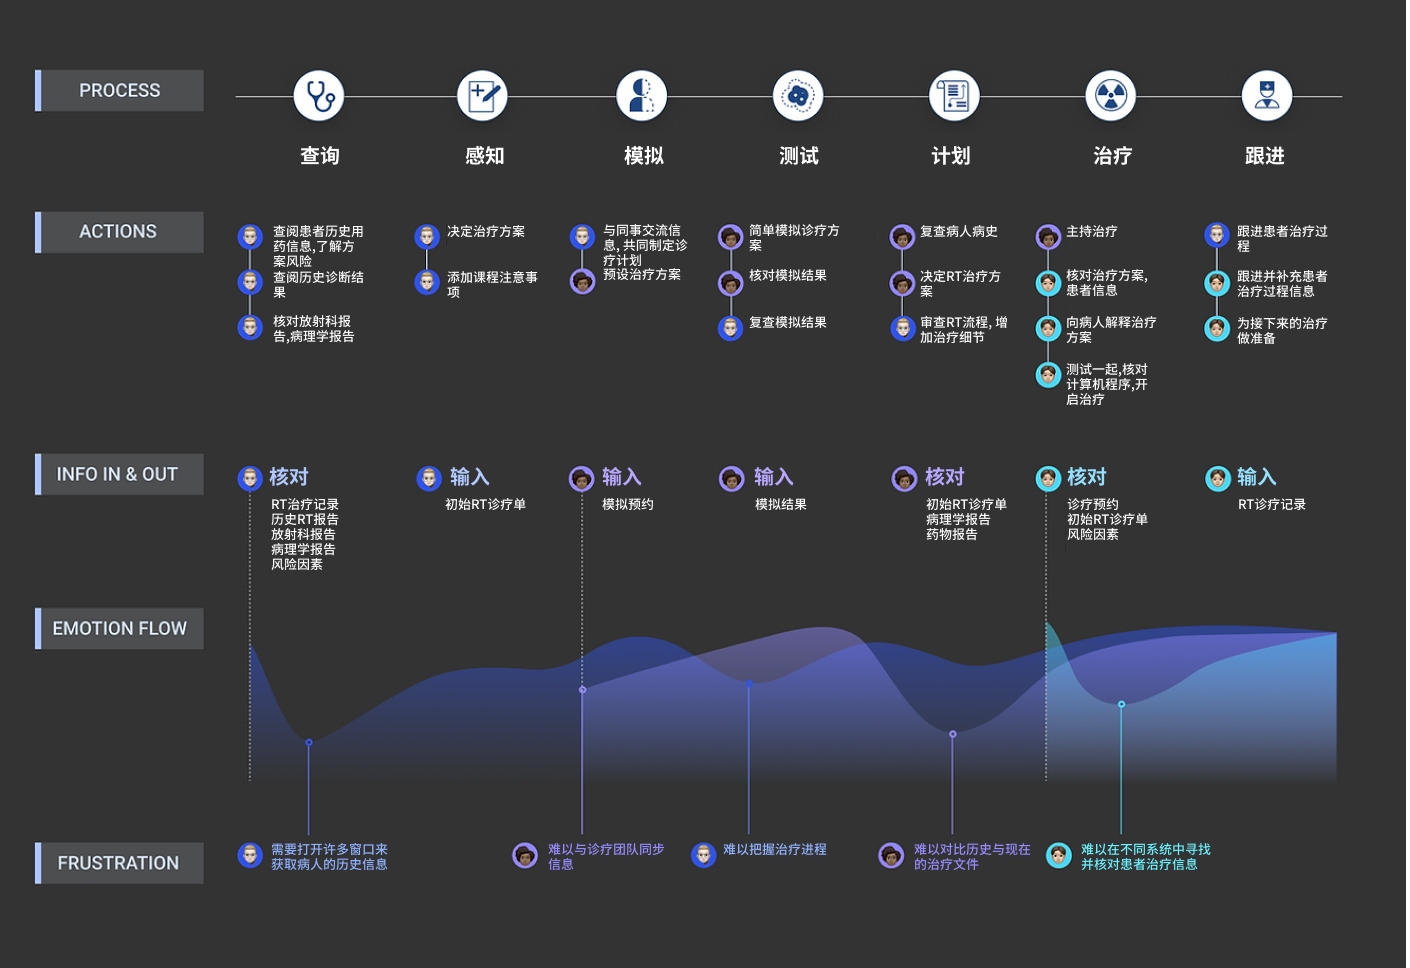 PROCESS
查询
感知
模拟
测试
计划
治疗
跟进
ACTIONS
查阅患者历史用
药信息,了解方
案风险
查阅历史诊断结
果
核对放射科报
告,病理学报告
决定治疗方案
添加课程注意事
项
与同事交流信
息, 共同制定诊
疗计划
预设治疗方案
简单模拟诊疗方
案
核对模拟结果
复查模拟结果
复查病人病史
决定RT治疗方
案
审查RT流程, 增
加治疗细节
主持治疗
核对治疗方案,
患者信息
向病人解释治疗
方案
测试一起,核对
计算机程序,开
启治疗
跟进患者治疗过
程
跟进并补充患者
治疗过程信息
为接下来的治疗
做准备
INFO IN & OUT
核对
RT治疗记录
历史RT报告
放射科报告
病理学报告
风险因素
输入
初始RT诊疗单
输入
模拟预约
输入
模拟结果
核对
初始RT诊疗单
病理学报告
药物报告
核对
诊疗预约
初始RT诊疗单
风险因素
输入
RT诊疗记录
EMOTION FLOW
FRUSTRATION
需要打开许多窗口来
获取病人的历史信息
难以与诊疗团队同步
信息
难以把握治疗进程
难以对比历史与现在
的治疗文件
难以在不同系统中寻找
并核对患者治疗信息